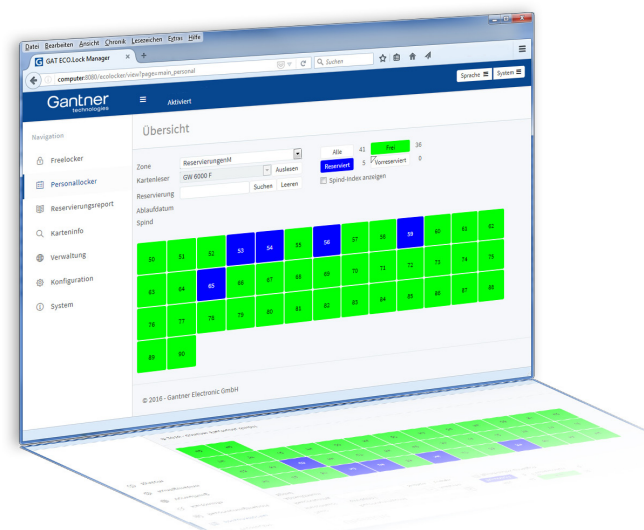 Datei Bearbeiten Ansicht Chronik Lesezeichen Extras Hilfe
GAT ECO.Lock Manager × +
computer:8080/ecolocker/view?page=main_personal
Suchen
Gantner
technologies
Aktiviert
Sprache
System
Navigation
Freelocker
Personallocker
Reservierungsreport
Karteninfo
Verwaltung
Konfiguration
System
Übersicht
Zone ReservierungenM
Kartenleser GW 6000 F Auslesen
Reservierung Suchen Leeren
Ablaufdatum
Spind
Alle 41 Frei 36
Reserviert 5 Vorreserviert 0
Spind-Index anzeigen
50 51 52 53 54 55 56 57 58 59 60 61 62
63 64 65 66 67 68 69 70 71 72 73 74 75
76 77 78 79 80 81 82 83 84 85 86 87 88
89 90
© 2016 - Gantner Electronic GmbH